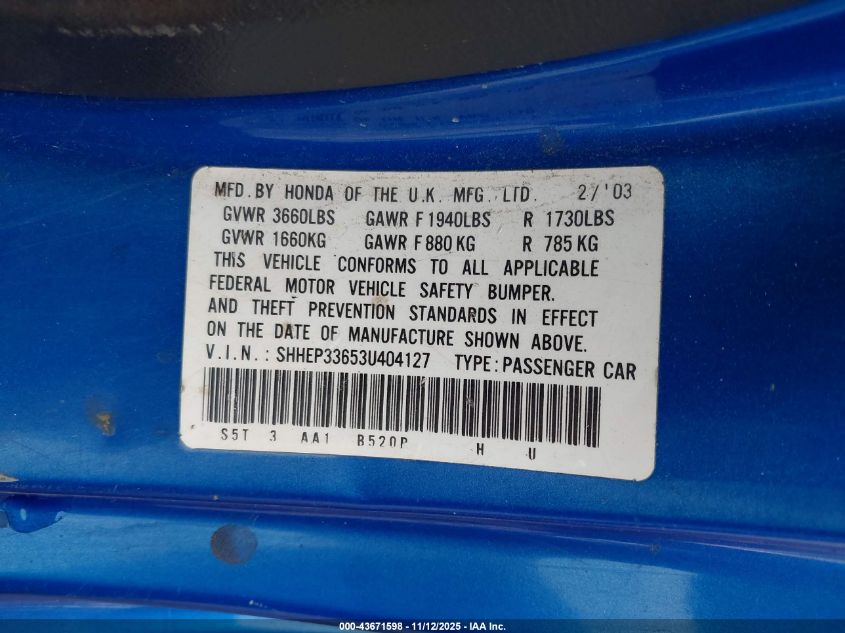 MFD. BY HONDA OF THE U.K. MFG. LTD. 2/'03
GVWR 3660LBS GAWR F 1940LBS R 1730LBS
GVWR 1660KG GAWR F 880 KG R 785 KG
THIS VEHICLE CONFORMS TO ALL APPLICABLE
FEDERAL MOTOR VEHICLE SAFETY BUMPER.
AND THEFT PREVENTION STANDARDS IN EFFECT
ON THE DATE OF MANUFACTURE SHOWN ABOVE.
V.I.N.: SHHEP33653U404127 TYPE: PASSENGER CAR
S5T 3 AA1 B520P H U
000-43671598 - 11/12/2025 - IAA Inc.